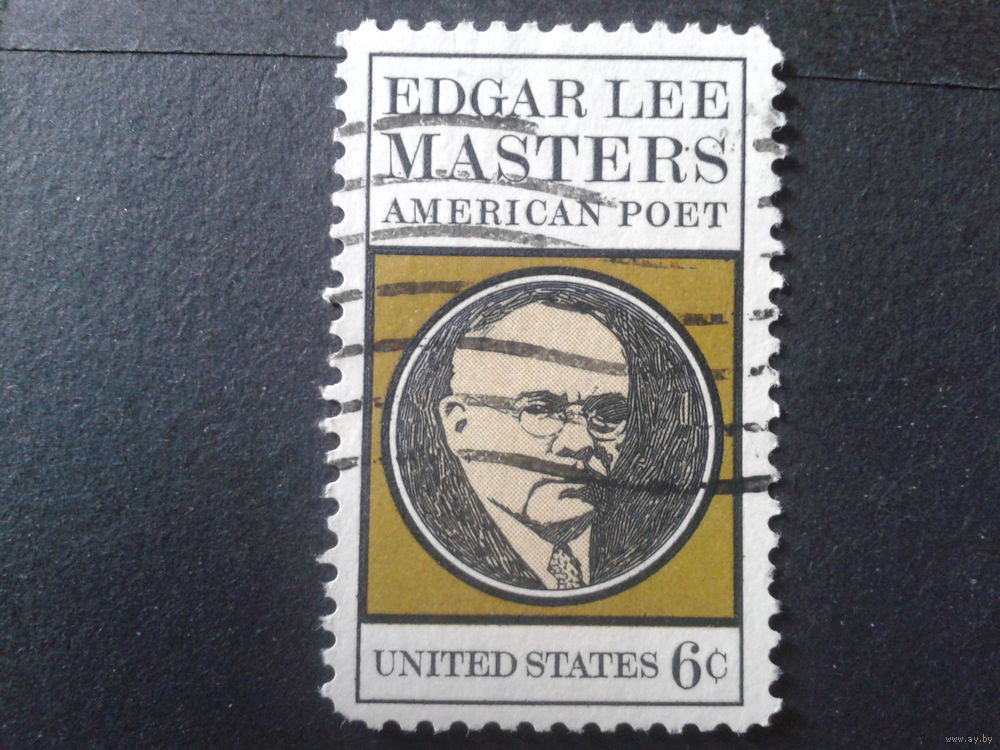 EDGAR LEE
MASTERS
AMERICAN POET
UNITED STATES 6¢
www.ay.by